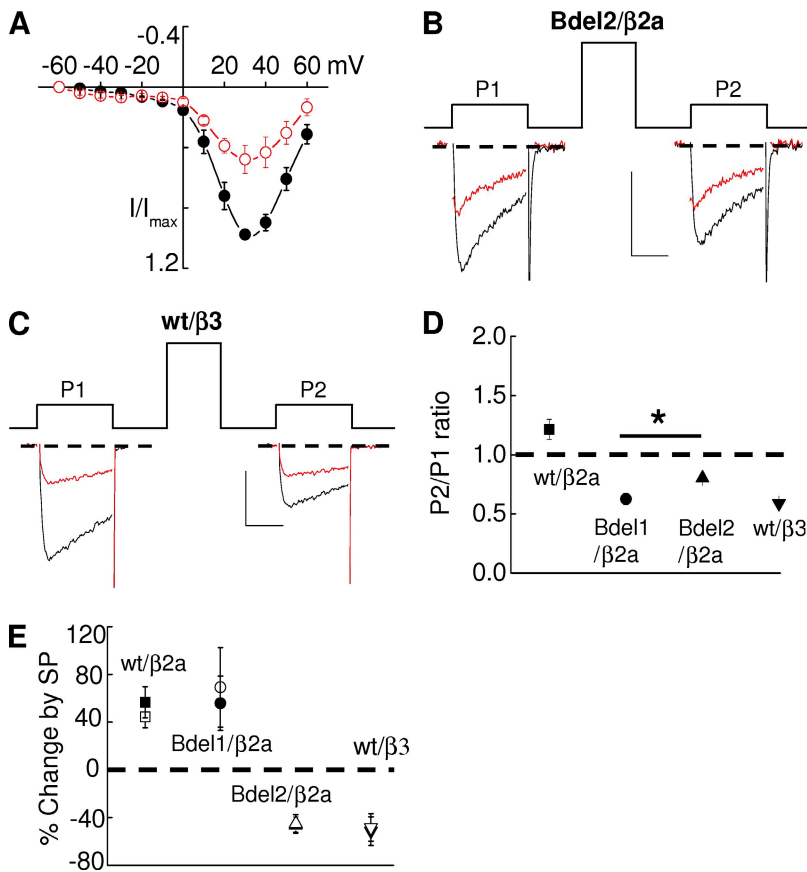 A
-0.4
-60 -40 -20 20 40 60 mV
I/Imax
1.2
B
Bdel2/β2a
P1
P2
C
wt/β3
P1
P2
D
2.0
1.5
1.0
0.5
0.0
P2/P1 ratio
*
wt/β2a
Bdel1
/β2a
Bdel2
/β2a
wt/β3
E
120
80
40
0
-40
-80
% Change by SP
wt/β2a
Bdel1/β2a
wt/β3
Bdel2/β2a